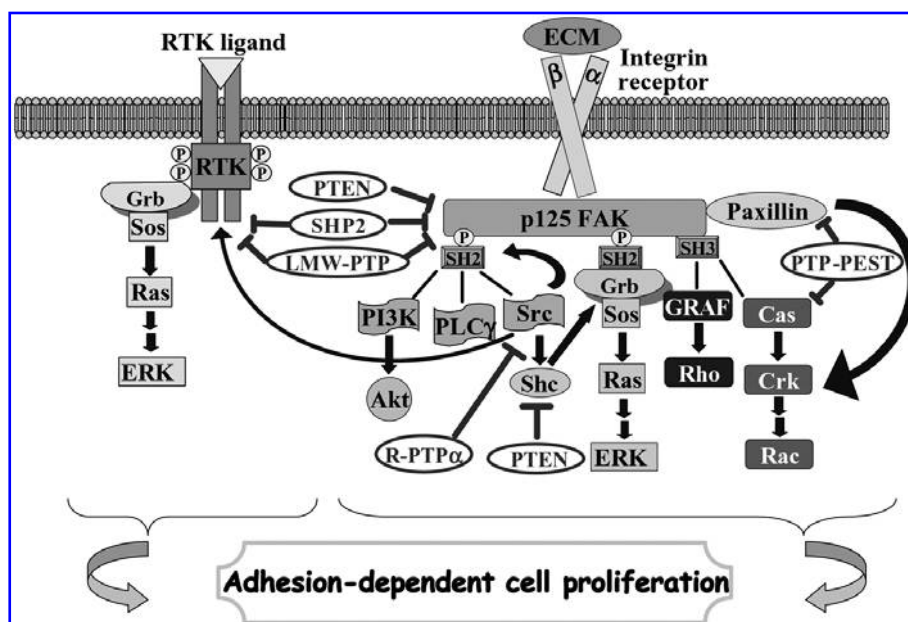 RTK ligand
ECM
β α
Integrin
receptor
P P
P P
RTK
Grb
Sos
Ras
ERK
PTEN
SHP2
LMW-PTP
p125 FAK
Paxillin
P
SH2
P
SH2
SH3
PTP-PEST
PI3K
PLCγ
Src
Grb
Sos
GRAF
Cas
Akt
Shc
Ras
Rho
Crk
R-PTPα
PTEN
ERK
Rac
Adhesion-dependent cell proliferation